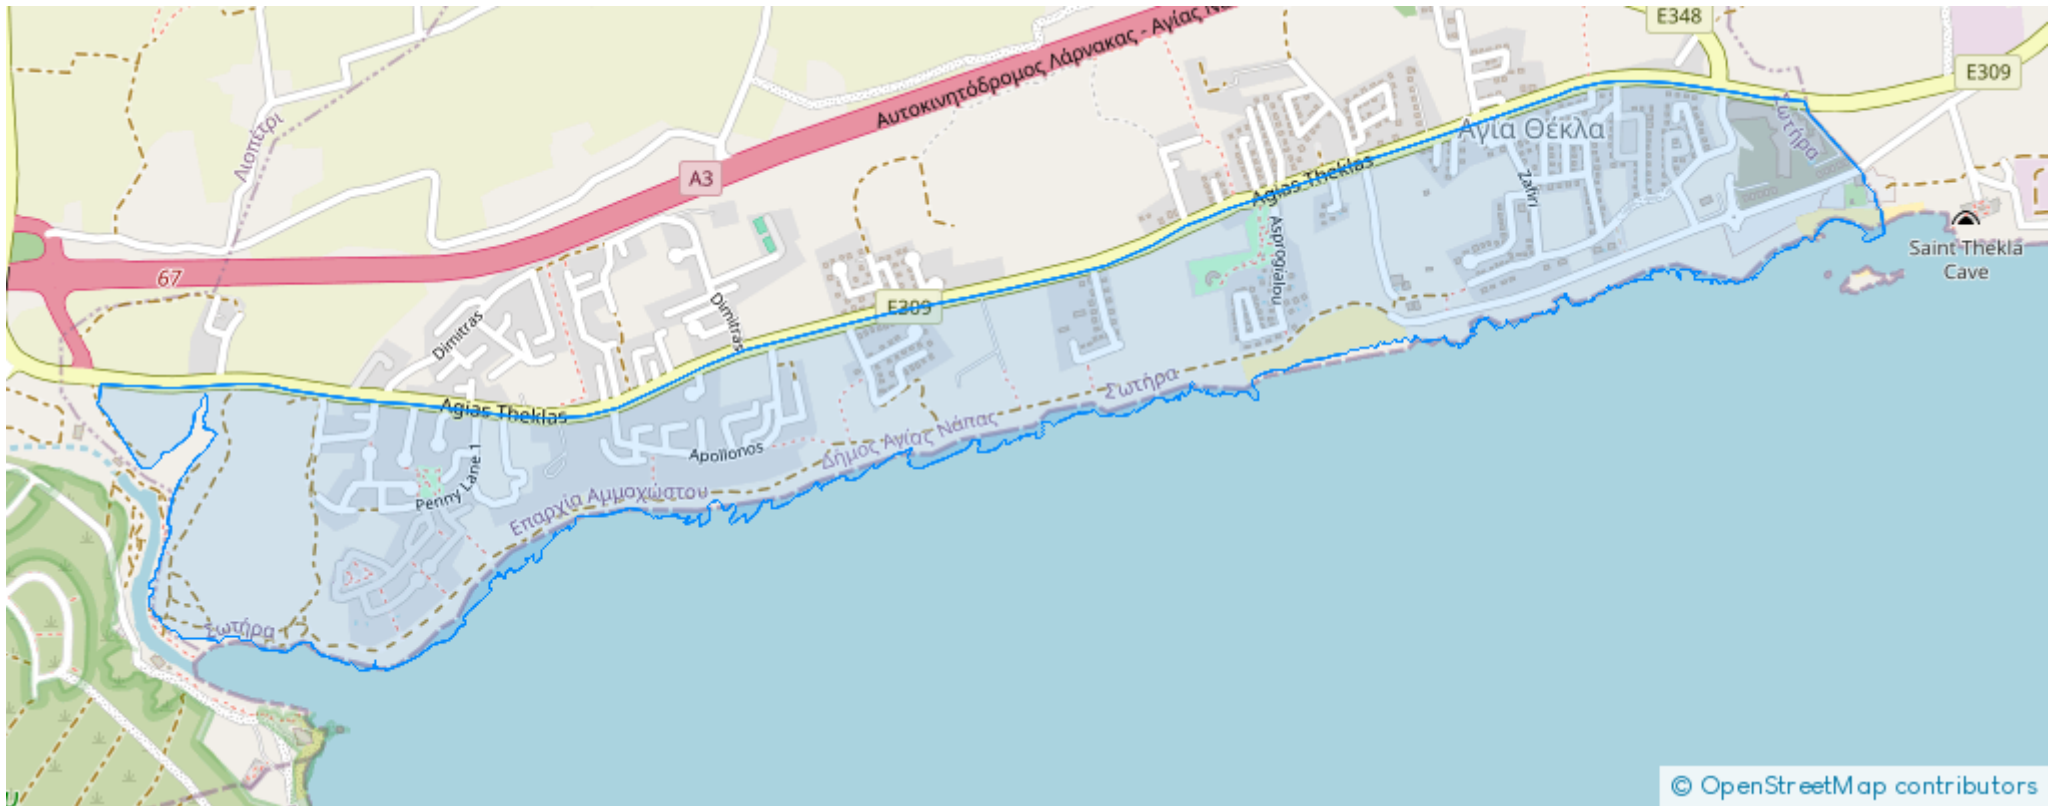 E348
E309
Αυτοκινητόδρομος Λάρνακας - Αγίας
Λιοπέτρι
Αγία Θέκλα
Σωτήρα
A3
Agias Theklas
Zafiri
Saint Thekla
Cave
67
Asprogialou
E309
Dimitras
Dimitras
Agias Theklas
Σωτήρα
Δήμος Αγίας Νάπας
Apollonos
Penny Lane 1
Επαρχία Αμμοχώστου
Σωτήρα
© OpenStreetMap contributors